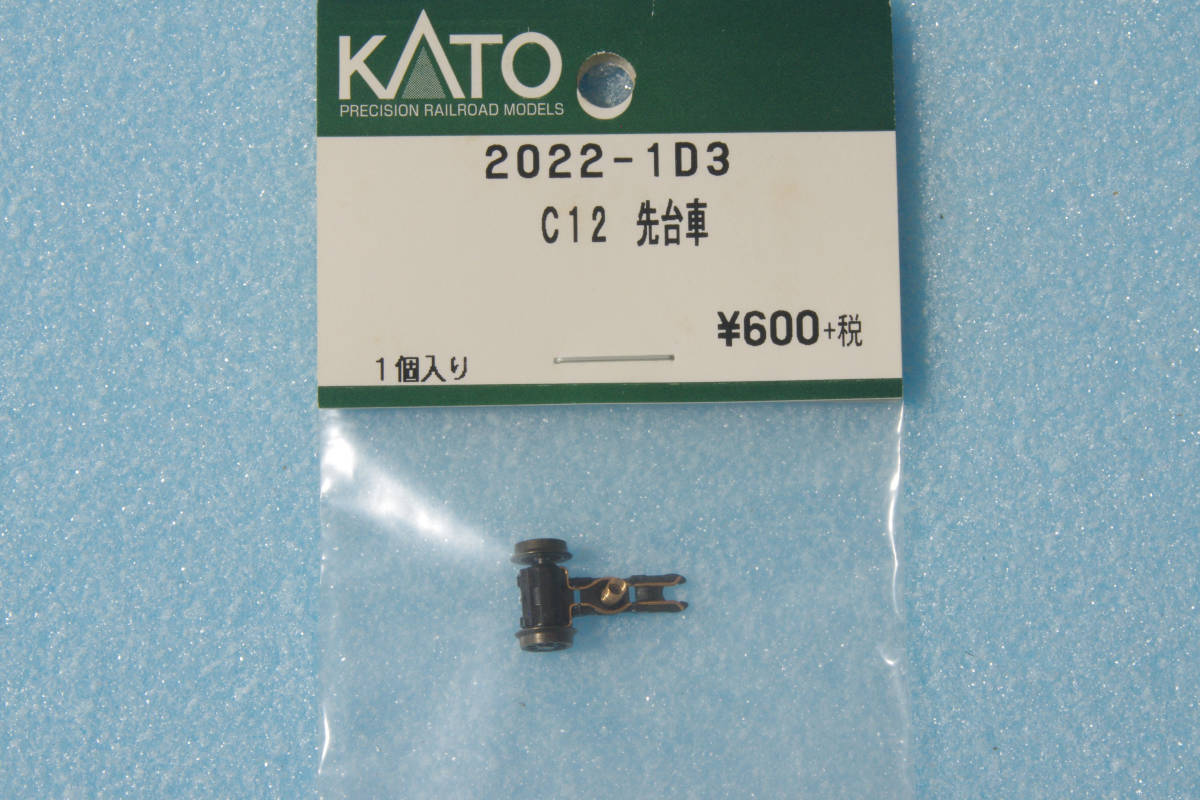 KATO
PRECISION RAILROAD MODELS
2022-1D3
C12 先台車
¥600+税
1個入り